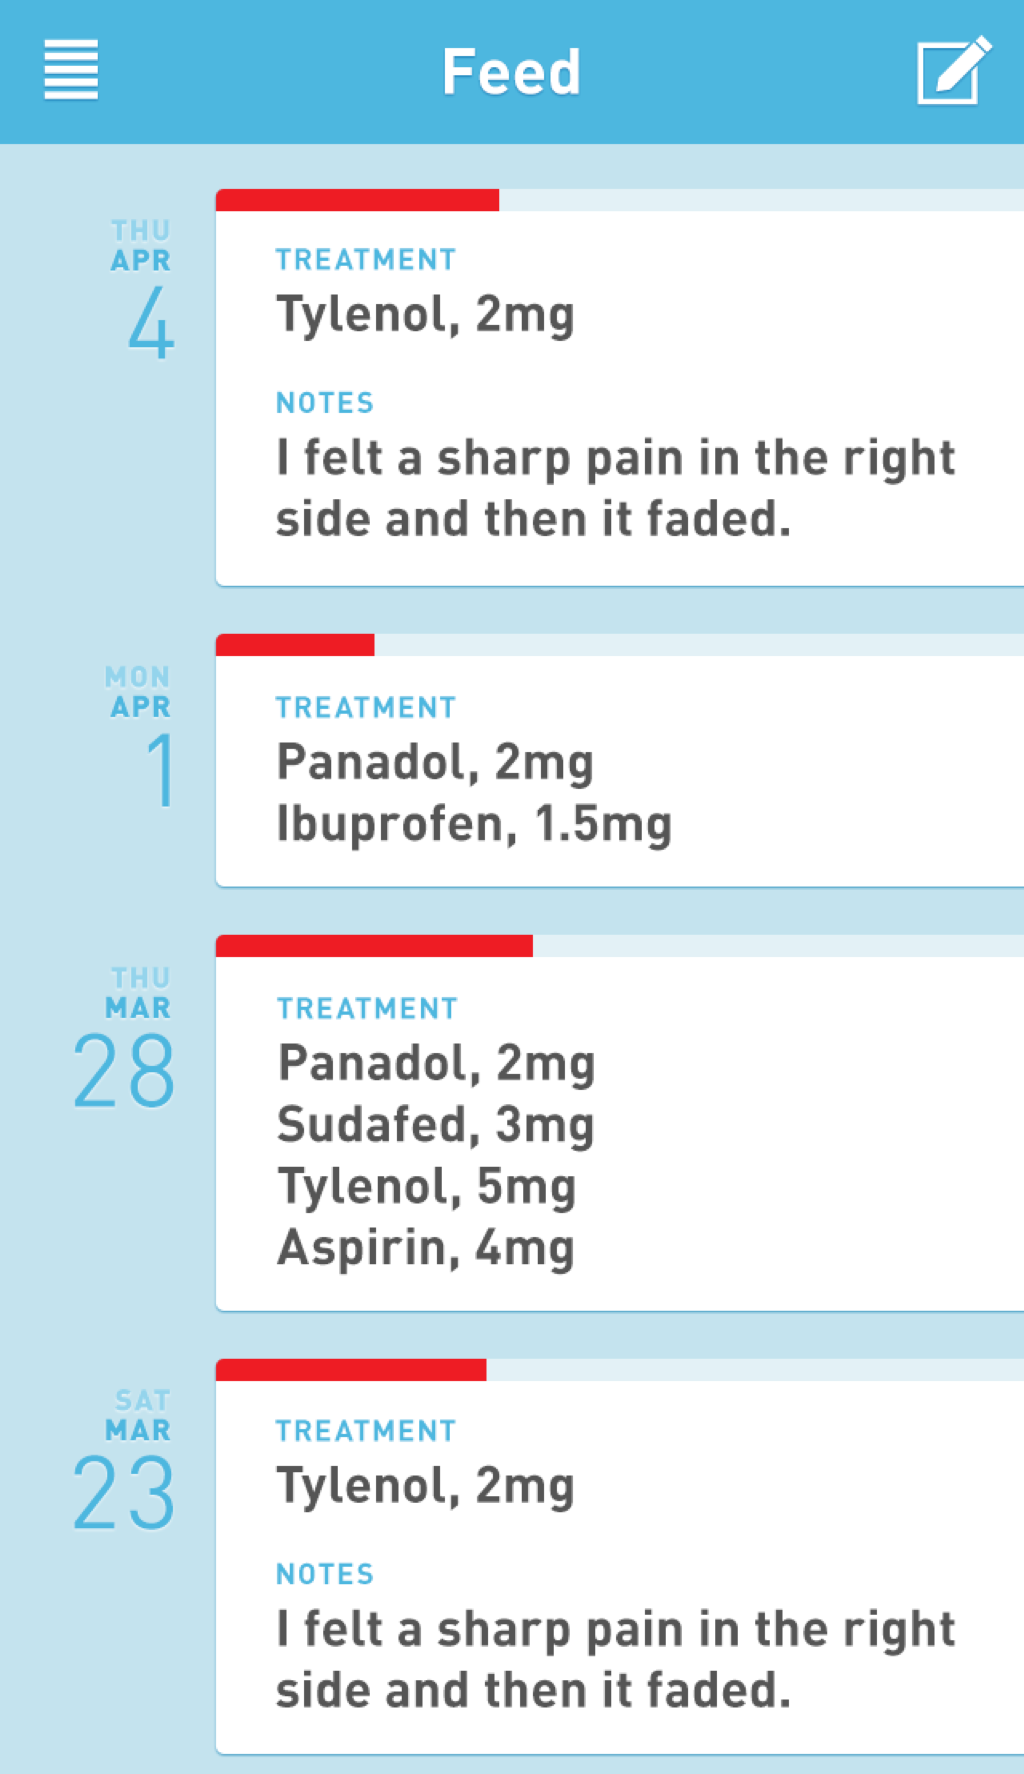 Feed
THU
APR
4
TREATMENT
Tylenol, 2mg
NOTES
I felt a sharp pain in the right
side and then it faded.
MON
APR
1
TREATMENT
Panadol, 2mg
Ibuprofen, 1.5mg
THU
MAR
28
TREATMENT
Panadol, 2mg
Sudafed, 3mg
Tylenol, 5mg
Aspirin, 4mg
SAT
MAR
23
TREATMENT
Tylenol, 2mg
NOTES
I felt a sharp pain in the right
side and then it faded.